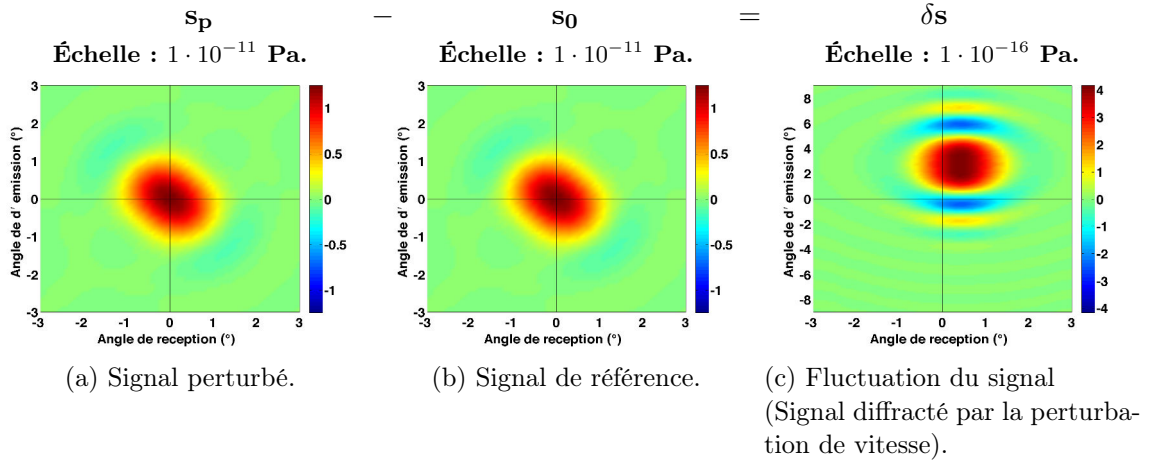 s_p − s_0 = δs
Échelle : 1 · 10^{−11} Pa. Échelle : 1 · 10^{−11} Pa. Échelle : 1 · 10^{−16} Pa.
Angle d' emission (°)
3
2
1
0
-1
-2
-3
-3 -2 -1 0 1 2 3
Angle de reception (°)
1
0.5
0
-0.5
-1
(a) Signal perturbé.
Angle d' emission (°)
3
2
1
0
-1
-2
-3
-3 -2 -1 0 1 2 3
Angle de reception (°)
1
0.5
0
-0.5
-1
(b) Signal de référence.
Angle d' emission (°)
8
6
4
2
0
-2
-4
-6
-8
-3 -2 -1 0 1 2 3
Angle de reception (°)
4
3
2
1
0
-1
-2
-3
-4
(c) Fluctuation du signal
(Signal diffracté par la perturba-
tion de vitesse).